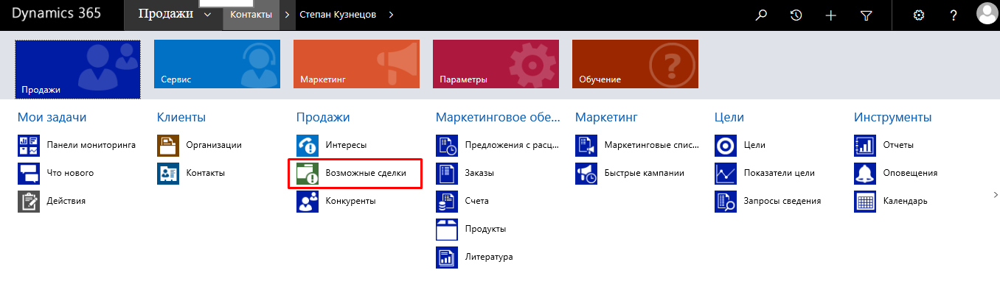 Dynamics 365 Продажи Контакты Степан Кузнецов ?
Продажи Сервис Маркетинг Параметры Обучение
Мои задачи Клиенты Продажи Маркетинговое обе... Маркетинг Цели Инструменты
Панели мониторинга Организации Интересы Предложения с расц... Маркетинговые спис... Цели Отчеты
Что нового Контакты Возможные сделки Заказы Быстрые кампании Показатели цели Оповещения
Действия Конкуренты Счета Запросы сведения Календарь
Продукты
Литература